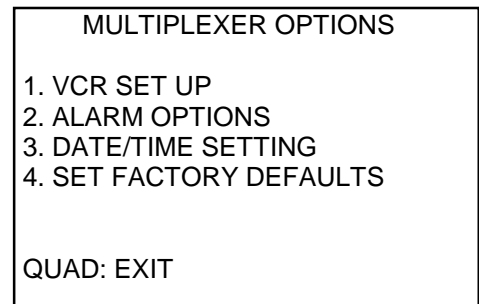 MULTIPLEXER OPTIONS
1. VCR SET UP
2. ALARM OPTIONS
3. DATE/TIME SETTING
4. SET FACTORY DEFAULTS
QUAD: EXIT